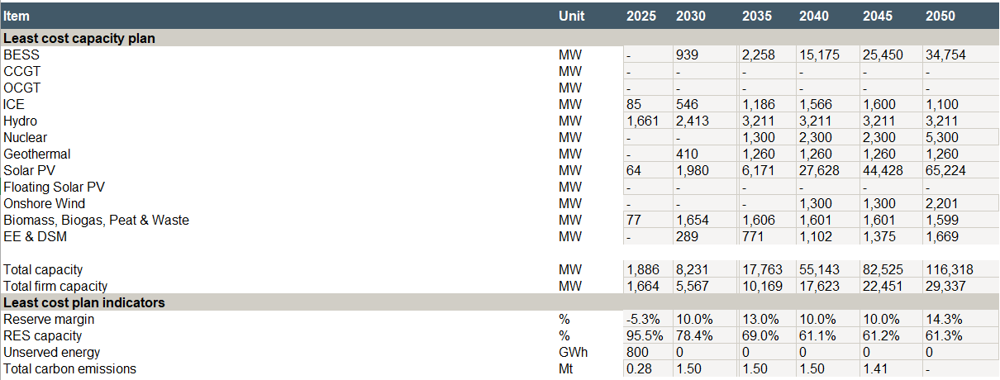 Item Unit 2025 2030 2035 2040 2045 2050
Least cost capacity plan
BESS MW - 939 2,258 15,175 25,450 34,754
CCGT MW - - - - - -
OCGT MW - - - - - -
ICE MW 85 546 1,186 1,566 1,600 1,100
Hydro MW 1,661 2,413 3,211 3,211 3,211 3,211
Nuclear MW - - 1,300 2,300 2,300 5,300
Geothermal MW - 410 1,260 1,260 1,260 1,260
Solar PV MW 64 1,980 6,171 27,628 44,428 65,224
Floating Solar PV MW - - - - - -
Onshore Wind MW - - - 1,300 1,300 2,201
Biomass, Biogas, Peat & Waste MW 77 1,654 1,606 1,601 1,601 1,599
EE & DSM MW - 289 771 1,102 1,375 1,669
Total capacity MW 1,886 8,231 17,763 55,143 82,525 116,318
Total firm capacity MW 1,664 5,567 10,169 17,623 22,451 29,337
Least cost plan indicators
Reserve margin % -5.3% 10.0% 13.0% 10.0% 10.0% 14.3%
RES capacity % 95.5% 78.4% 69.0% 61.1% 61.2% 61.3%
Unserved energy GWh 800 0 0 0 0 0
Total carbon emissions Mt 0.28 1.50 1.50 1.50 1.41 -